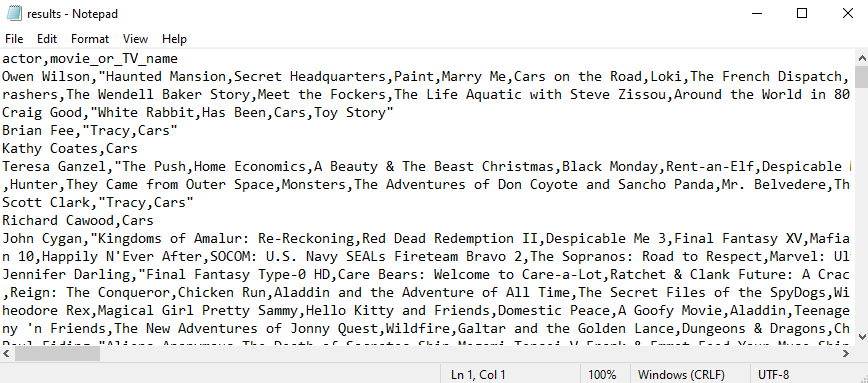 results - Notepad
File Edit Format View Help
actor,movie_or_TV_name
Owen Wilson,"Haunted Mansion,Secret Headquarters,Paint,Marry Me,Cars on the Road,Loki,The French Dispatch,
rashers,The Wendell Baker Story,Meet the Fockers,The Life Aquatic with Steve Zissou,Around the World in 80
Craig Good,"White Rabbit,Has Been,Cars,Toy Story"
Brian Fee,"Tracy,Cars"
Kathy Coates,Cars
Teresa Ganzel,"The Push,Home Economics,A Beauty & The Beast Christmas,Black Monday,Rent-an-Elf,Despicable
,Hunter,They Came from Outer Space,Monsters,The Adventures of Don Coyote and Sancho Panda,Mr. Belvedere,Th
Scott Clark,"Tracy,Cars"
Richard Cawood,Cars
John Cygan,"Kingdoms of Amalur: Re-Reckoning,Red Dead Redemption II,Despicable Me 3,Final Fantasy XV,Mafia
n 10,Happily N'Ever After,SOCOM: U.S. Navy SEALs Fireteam Bravo 2,The Sopranos: Road to Respect,Marvel: Ul
Jennifer Darling,"Final Fantasy Type-0 HD,Care Bears: Welcome to Care-a-Lot,Ratchet & Clank Future: A Crac
,Reign: The Conqueror,Chicken Run,Aladdin and the Adventure of All Time,The Secret Files of the SpyDogs,Wi
heodore Rex,Magical Girl Pretty Sammy,Hello Kitty and Friends,Domestic Peace,A Goofy Movie,Aladdin,Teenage
ny 'n Friends,The New Adventures of Jonny Quest,Wildfire,Galtar and the Golden Lance,Dungeons & Dragons,Ch
Ln 1, Col 1 100% Windows (CRLF) UTF-8